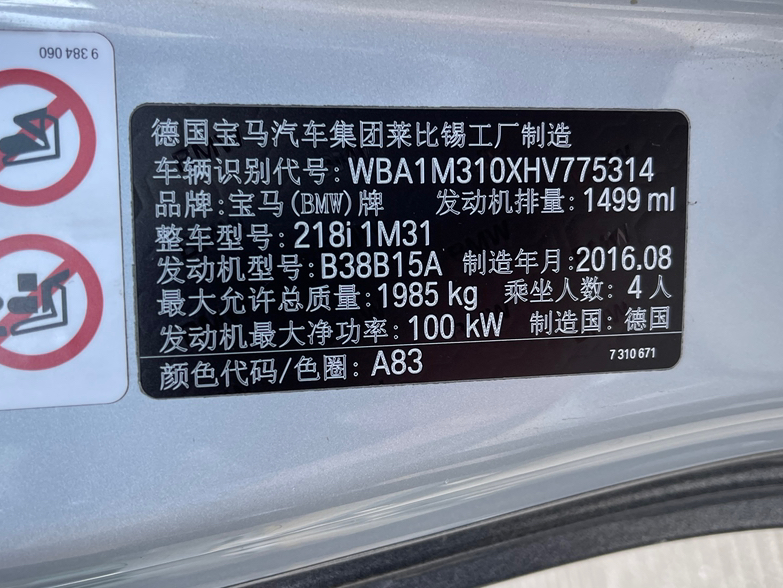 9 384 060
德国宝马汽车集团莱比锡工厂制造
车辆识别代号: WBA1M310XHV775314
品牌:宝马(BMW)牌 发动机排量: 1499 ml
整车型号: 218i 1M31
发动机型号: B38B15A 制造年月:2016.08
最大允许总质量: 1985 kg 乘坐人数: 4 人
发动机最大净功率: 100 kW 制造国: 德国
颜色代码/色圈: A83 7 310 671